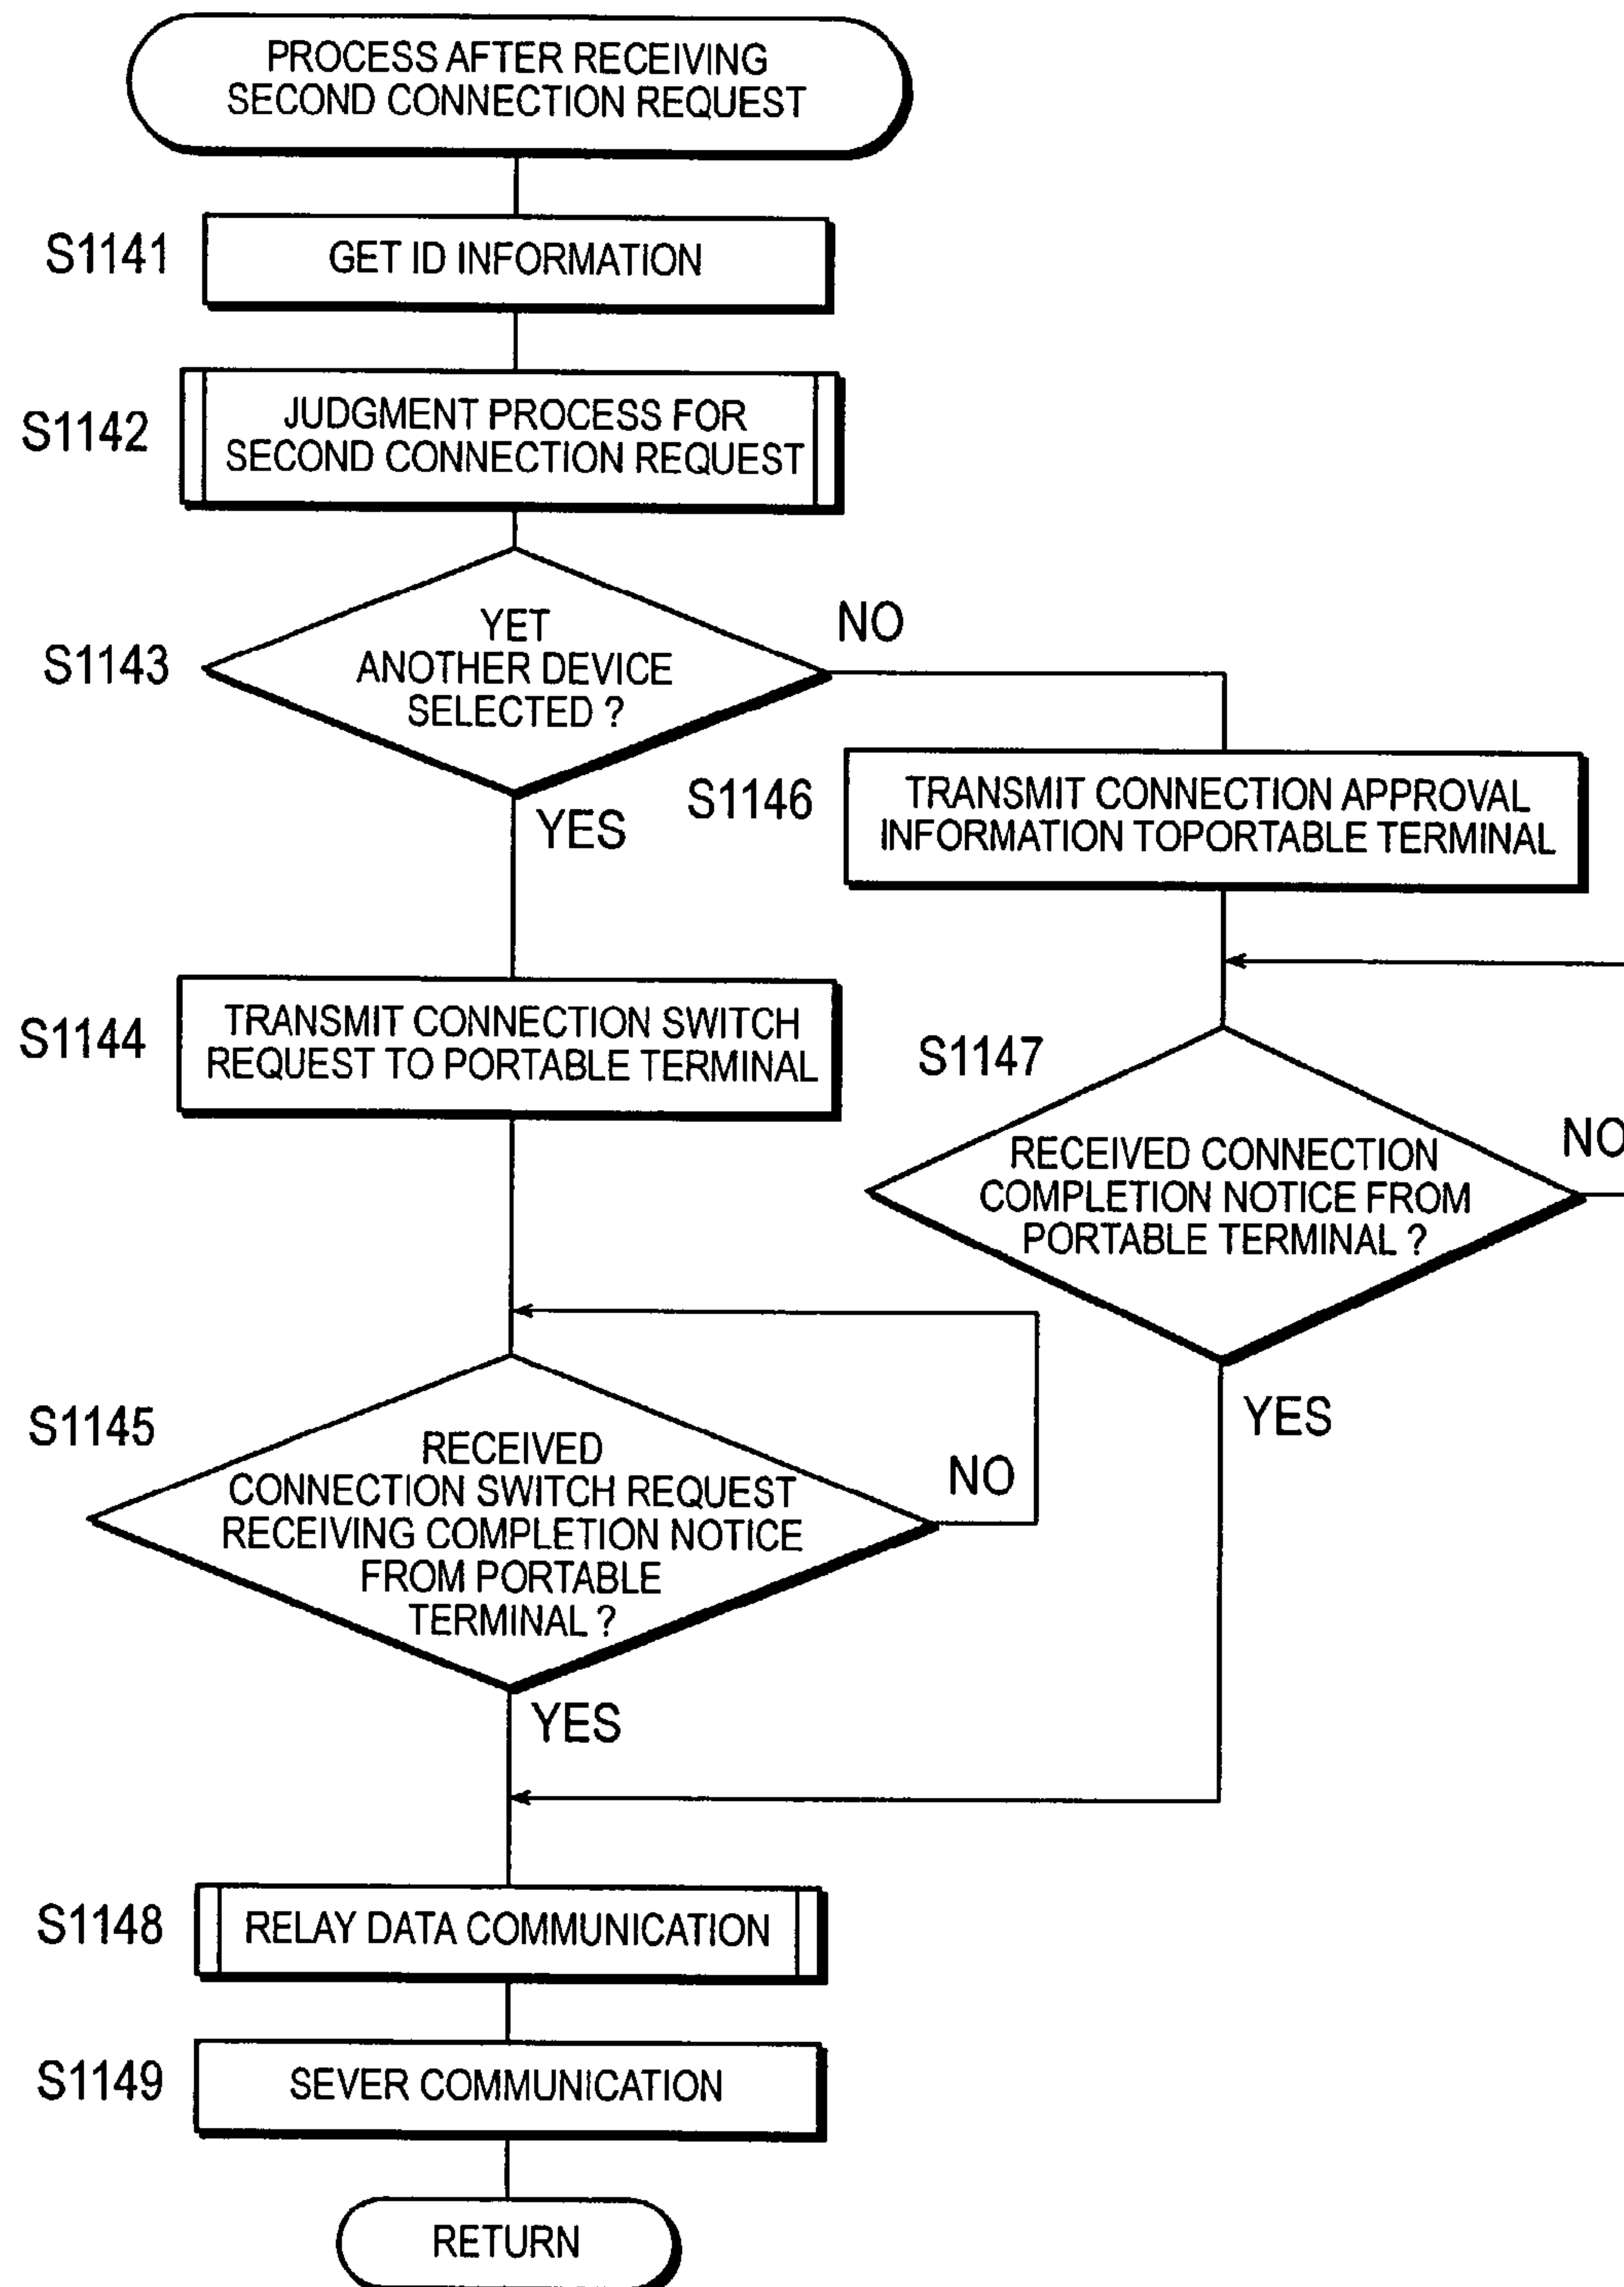 PROCESS AFTER RECEIVING
SECOND CONNECTION REQUEST
S1141
GET ID INFORMATION
S1142
JUDGMENT PROCESS FOR
SECOND CONNECTION REQUEST
S1143
YET
ANOTHER DEVICE
SELECTED ?
NO
YES
S1146
TRANSMIT CONNECTION APPROVAL
INFORMATION TOPORTABLE TERMINAL
S1144
TRANSMIT CONNECTION SWITCH
REQUEST TO PORTABLE TERMINAL
S1147
RECEIVED CONNECTION
COMPLETION NOTICE FROM
PORTABLE TERMINAL ?
NO
YES
S1145
RECEIVED
CONNECTION SWITCH REQUEST
RECEIVING COMPLETION NOTICE
FROM PORTABLE
TERMINAL ?
NO
YES
S1148
RELAY DATA COMMUNICATION
S1149
SEVER COMMUNICATION
RETURN